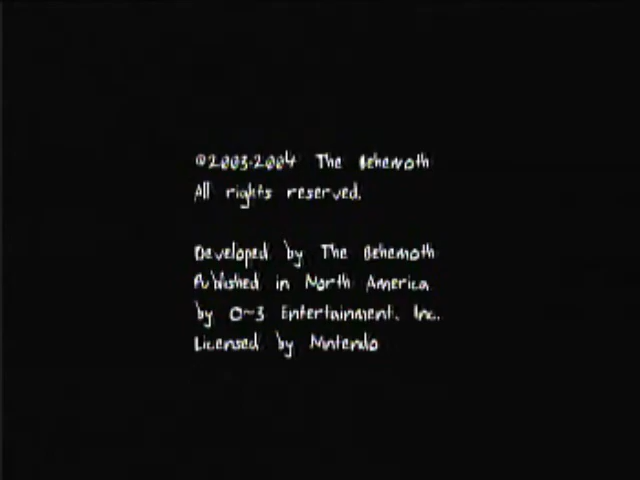 ©2003-2004 The Behemoth
All rights reserved.
Developed by The Behemoth
Published in North America
by O~3 Entertainment, Inc.
Licensed by Nintendo